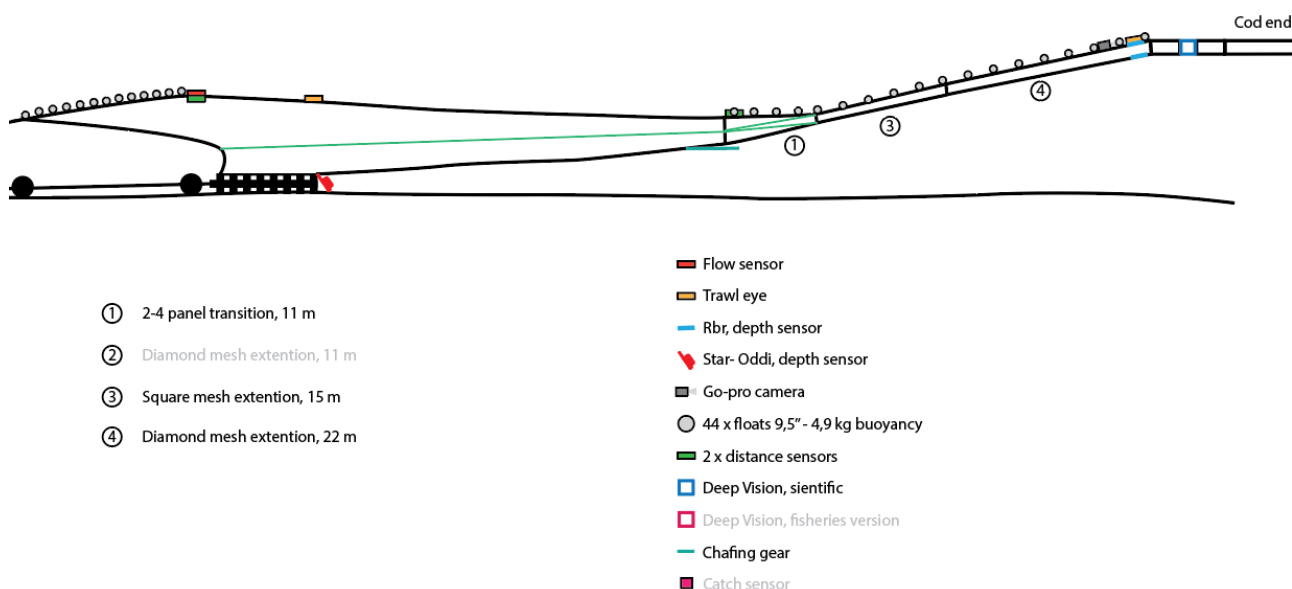 Cod end
1
3
4
1 2-4 panel transition, 11 m
2 Diamond mesh extention, 11 m
3 Square mesh extention, 15 m
4 Diamond mesh extention, 22 m
Flow sensor
Trawl eye
Rbr, depth sensor
Star- Oddi, depth sensor
Go-pro camera
44 x floats 9,5” - 4,9 kg buoyancy
2 x distance sensors
Deep Vision, sientific
Deep Vision, fisheries version
Chafing gear
Catch sensor